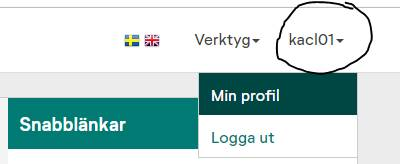 Verktyg kacl01
Min profil
Snabblänkar
Logga ut